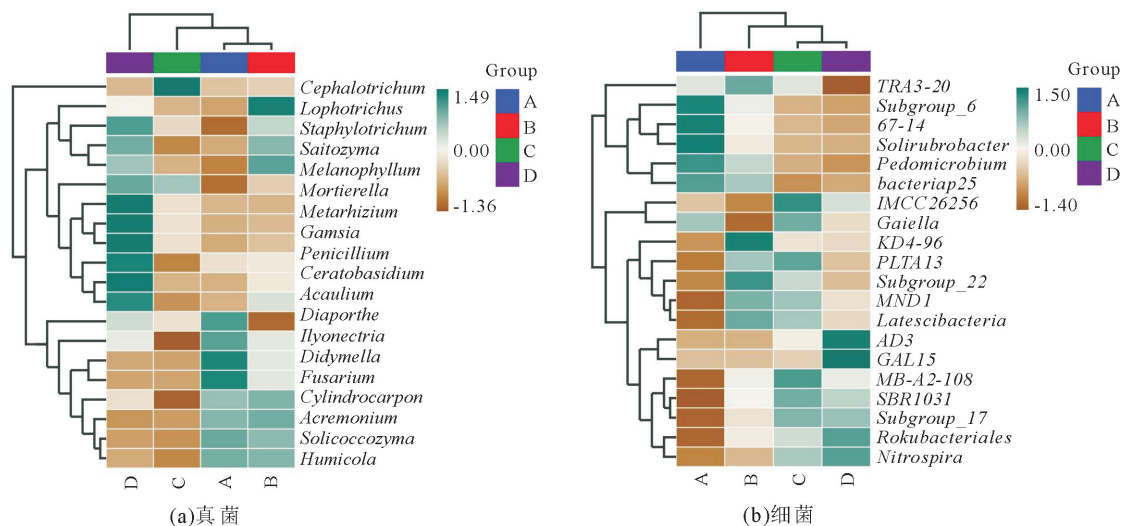 Group
1.49
0.00
-1.36
A
B
C
D
Cephalotrichum
Lophotrichus
Staphylotrichum
Saitozyma
Melanophyllum
Mortierella
Metarhizium
Gamsia
Penicillium
Ceratobasidium
Acaulium
Diaporthe
Ilyonectria
Didymella
Fusarium
Cylindrocarpon
Acremonium
Solicoccozyma
Humicola
D C A B
(a)真菌
Group
1.50
0.00
-1.40
A
B
C
D
TRA3-20
Subgroup_6
67-14
Solirubrobacter
Pedomicrobium
bacteriap25
IMCC26256
Gaiella
KD4-96
PLTA13
Subgroup_22
MND1
Latescibacteria
AD3
GAL15
MB-A2-108
SBR1031
Subgroup_17
Rokubacteriales
Nitrospira
A B C D
(b)细菌